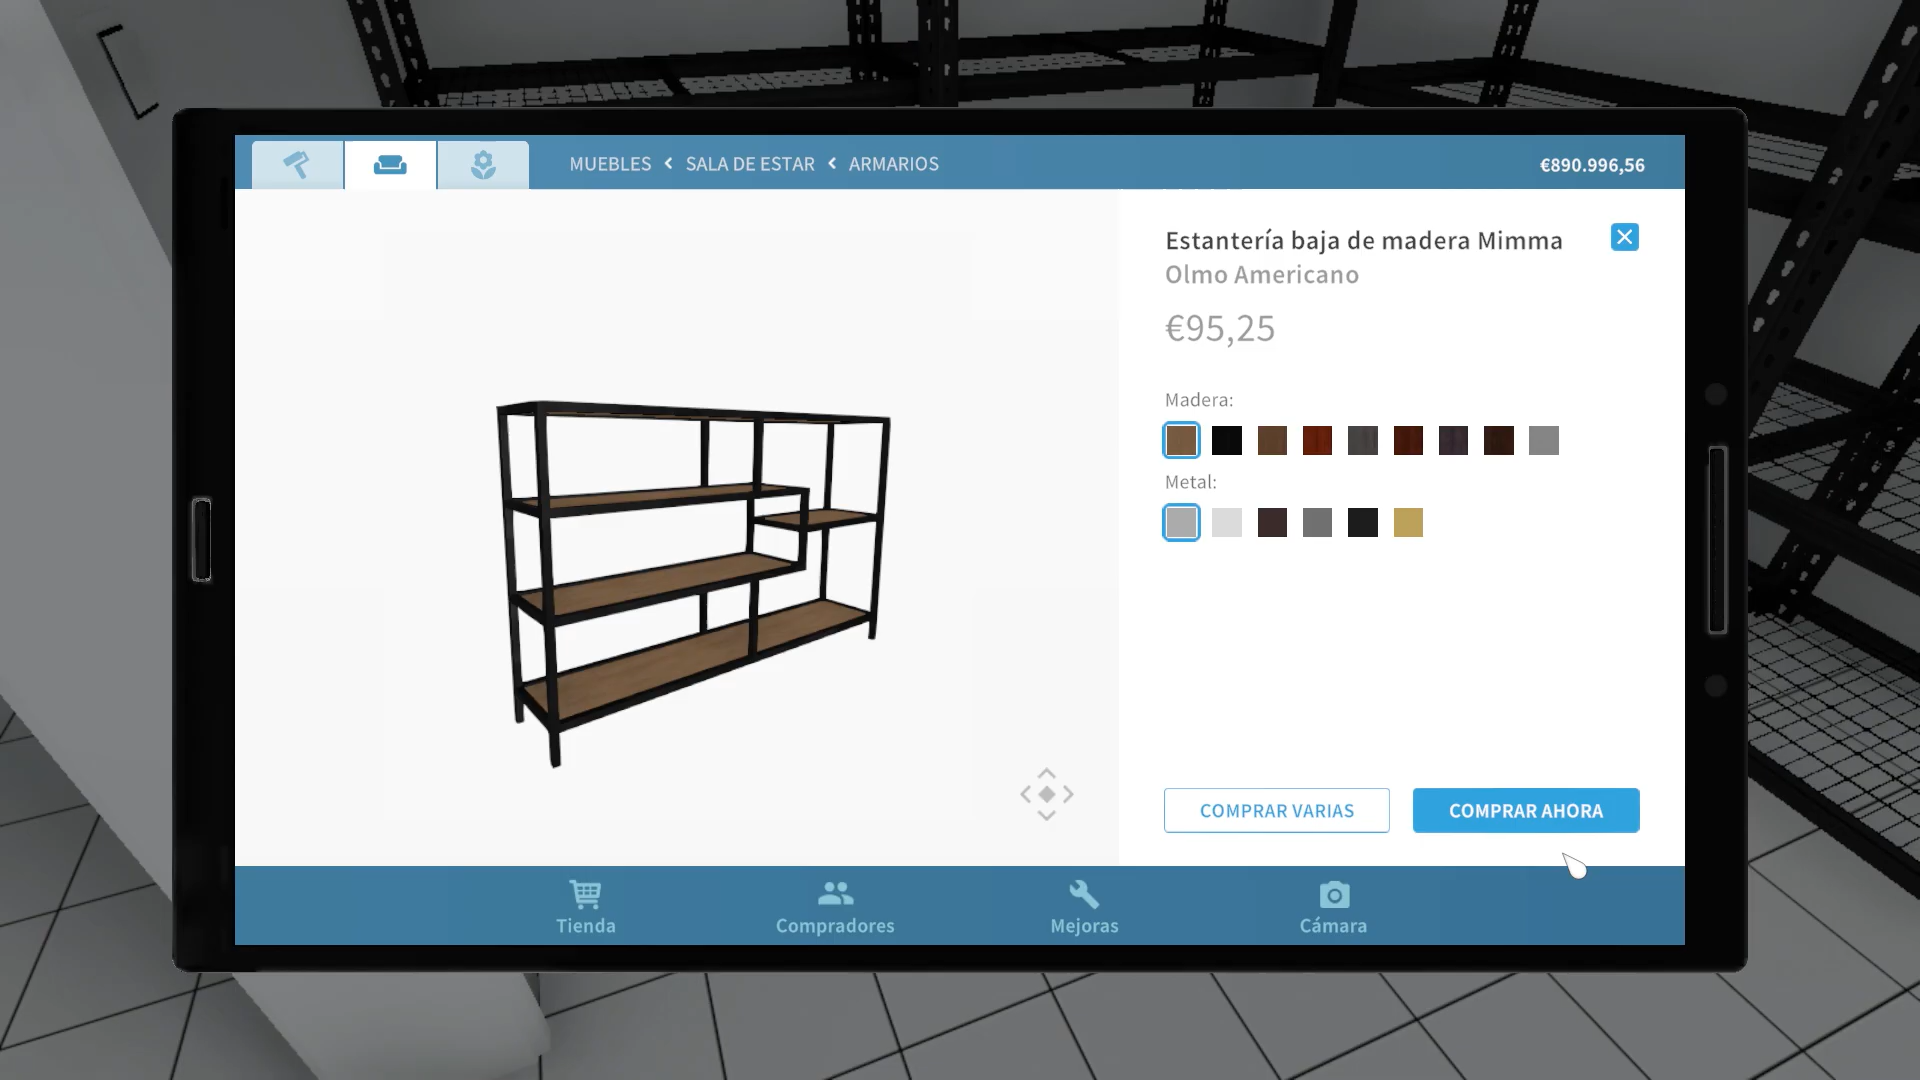 MUEBLES < SALA DE ESTAR < ARMARIOS
€890.996,56
Estantería baja de madera Mimma
Olmo Americano
€95,25
Madera:
Metal:
COMPRAR VARIAS
COMPRAR AHORA
Tienda
Compradores
Mejoras
Cámara